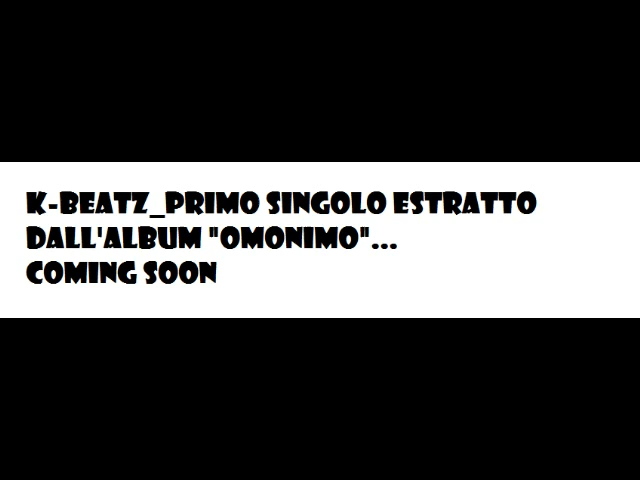 K-BEATZ_PRIMO SINGOLO ESTRATTO
DALL'ALBUM "OMONIMO"...
COMING SOON